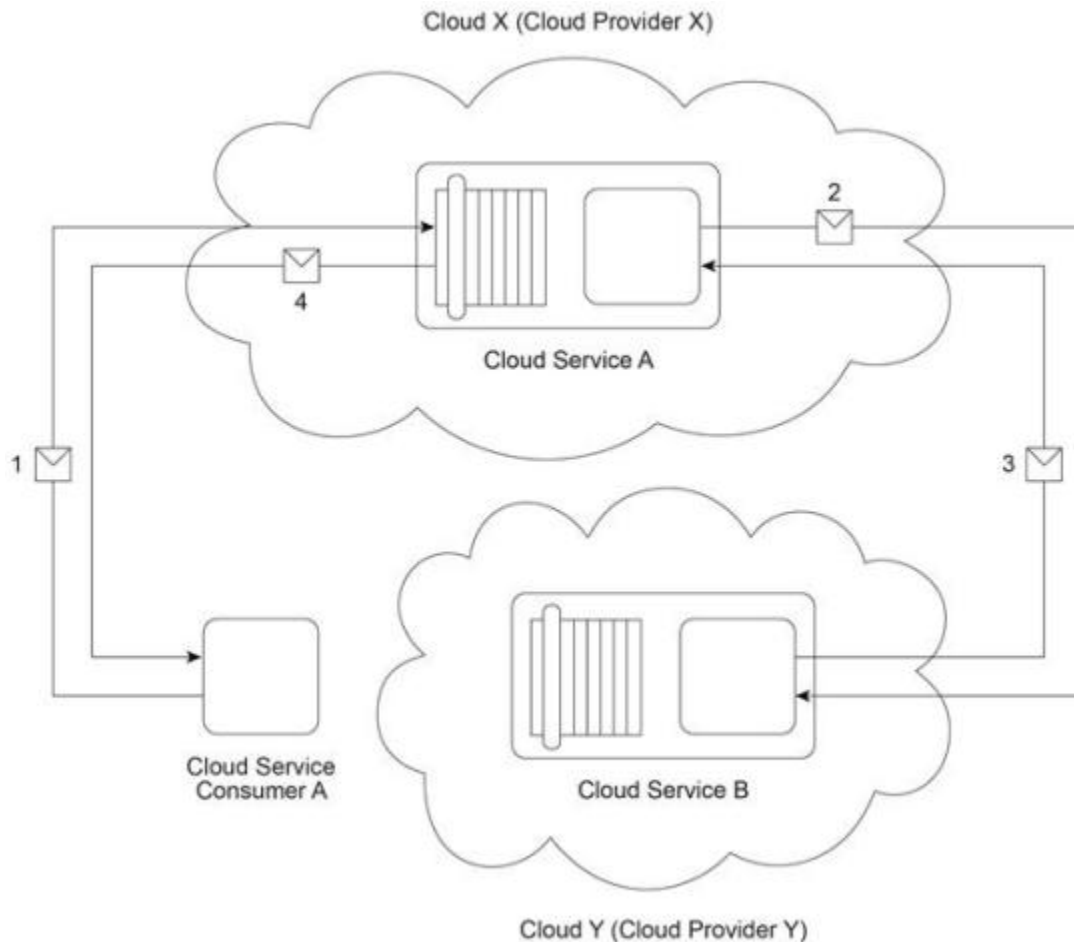 Cloud X (Cloud Provider X)
2
4
Cloud Service A
1
3
Cloud Service
Consumer A
Cloud Service B
Cloud Y (Cloud Provider Y)